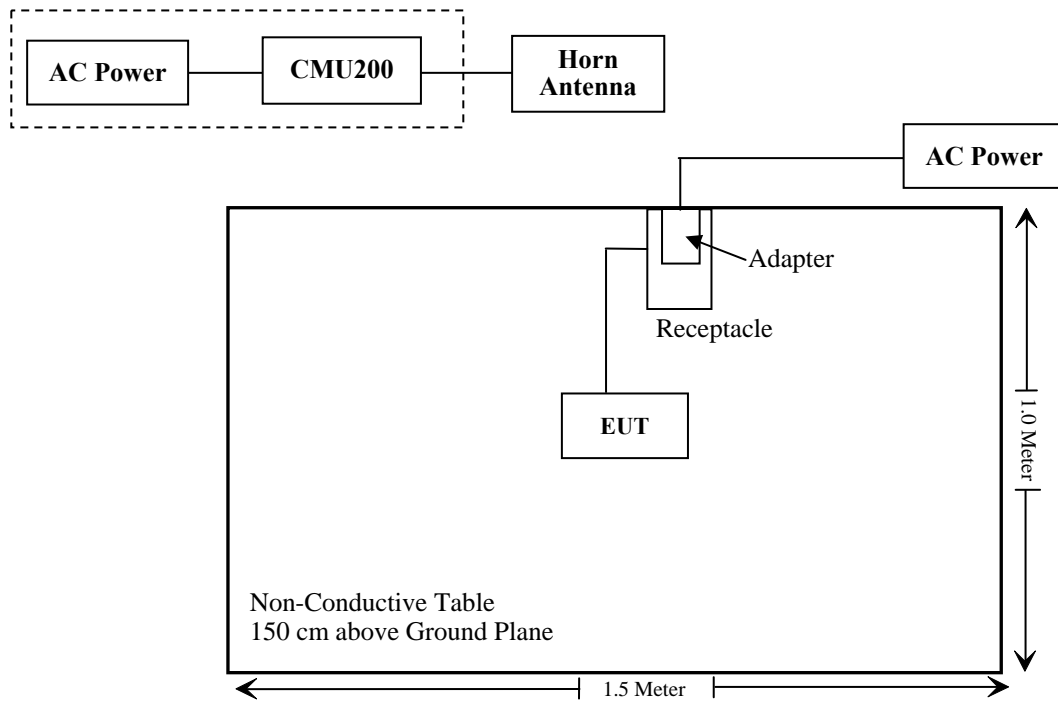 AC Power
CMU200
Horn
Antenna
AC Power
Adapter
Receptacle
EUT
1.0 Meter
Non-Conductive Table
150 cm above Ground Plane
1.5 Meter